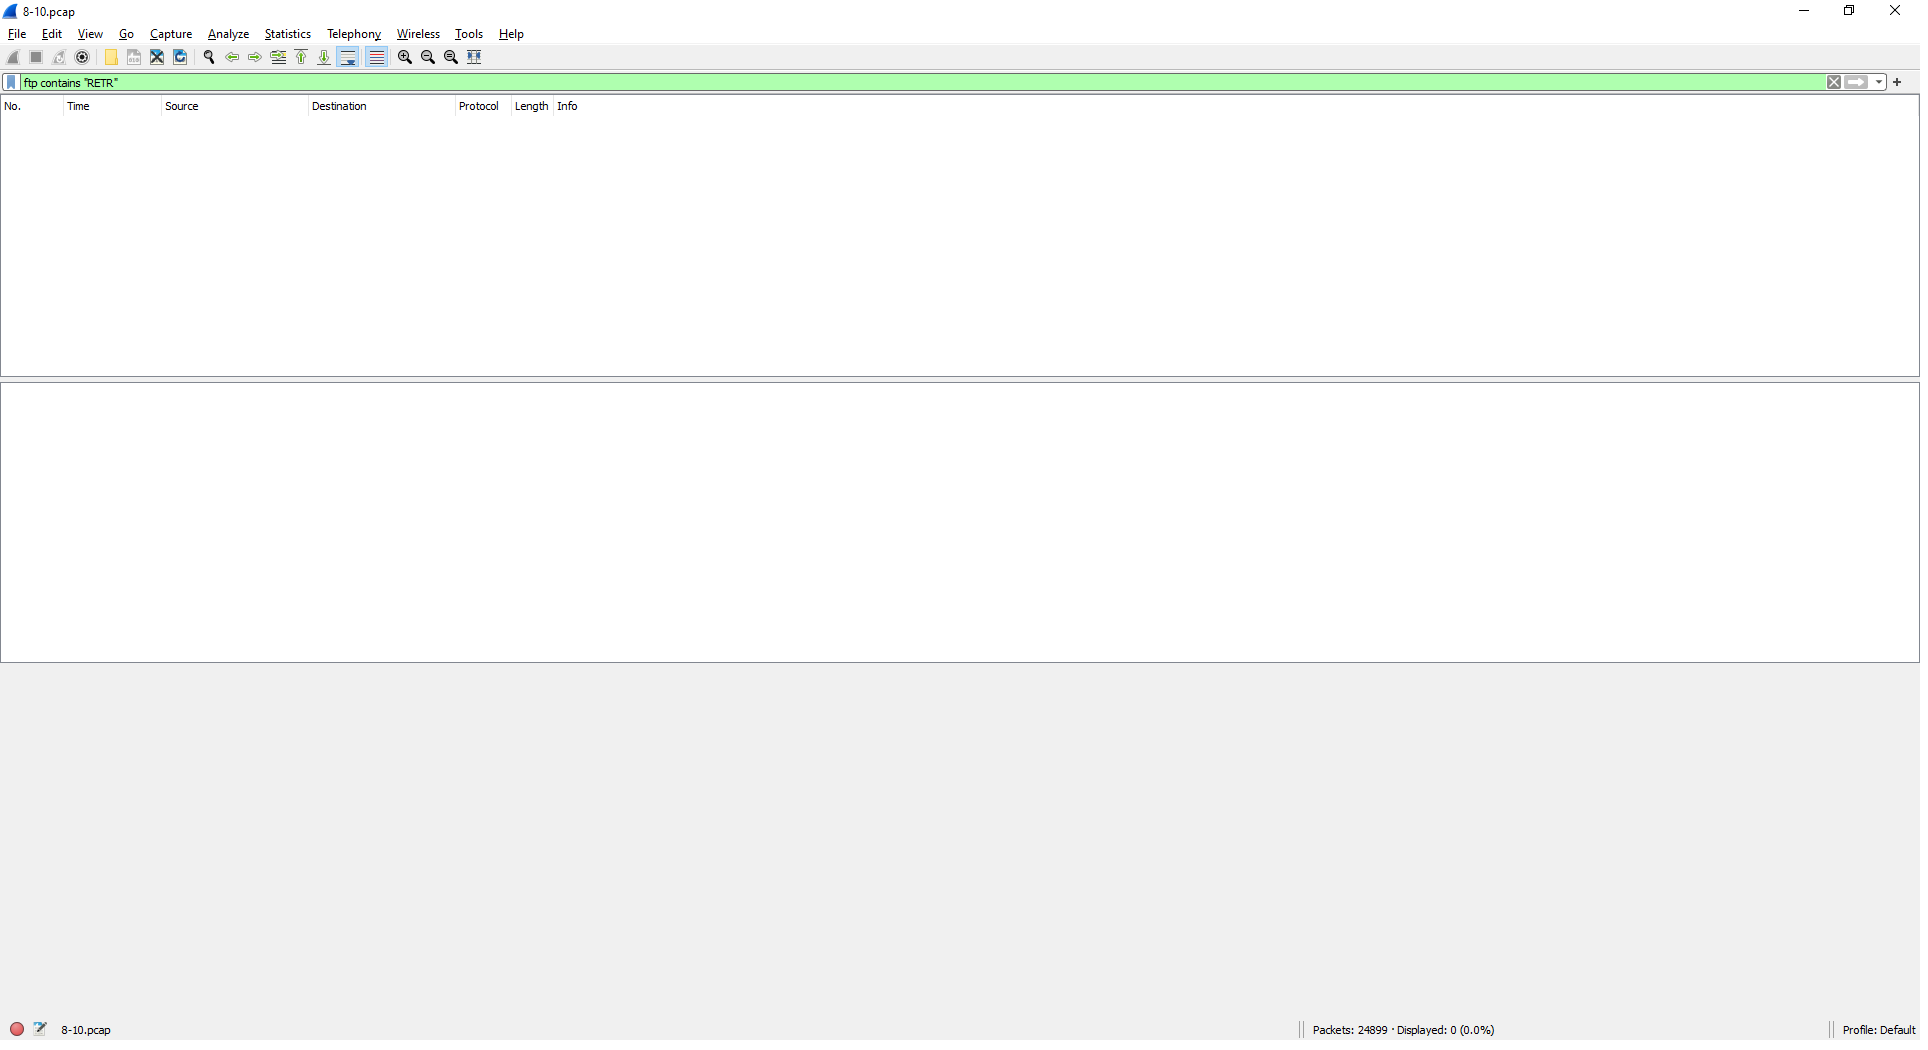 8-10.pcap
File Edit View Go Capture Analyze Statistics Telephony Wireless Tools Help
ftp contains "RETR"
No. Time Source Destination Protocol Length Info
8-10.pcap Packets: 24899 · Displayed: 0 (0.0%) Profile: Default